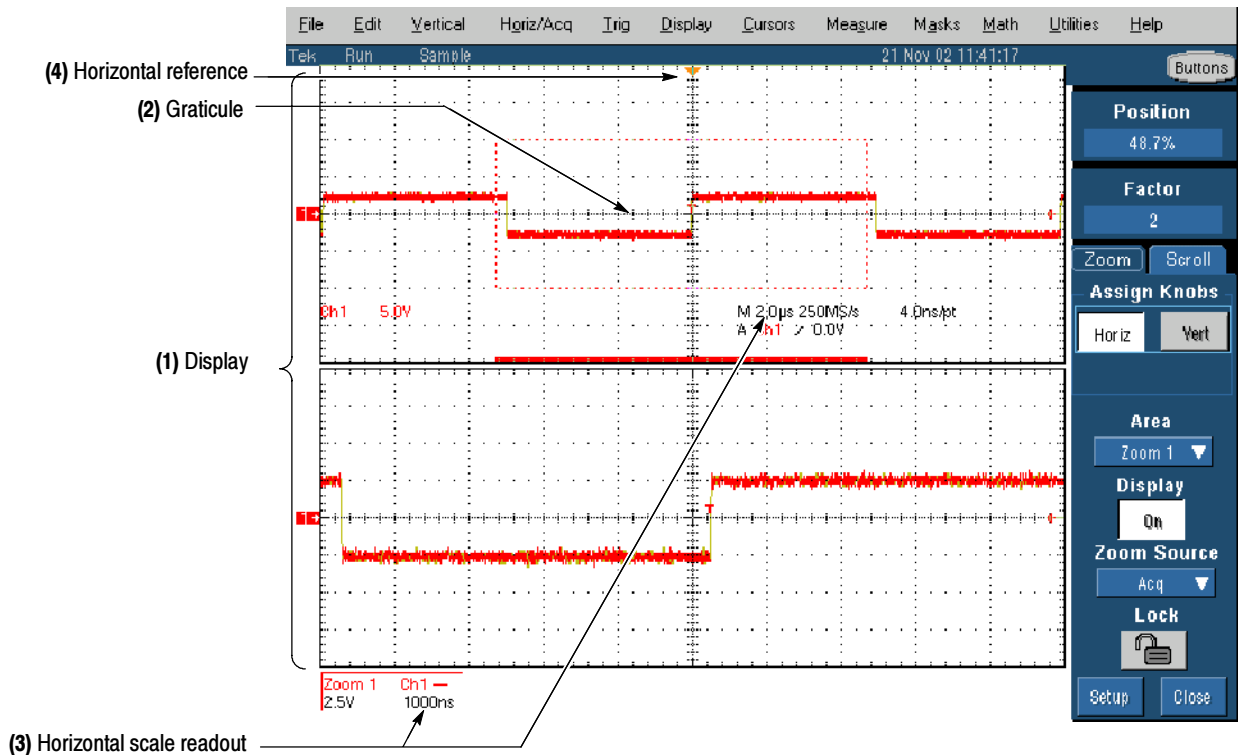 File Edit Vertical Horiz/Acq Trig Display Cursors Measure Masks Math Utilities Help
Tek Run Sample 21 Nov 02 11:41:17
Buttons
(4) Horizontal reference
(2) Graticule
(1) Display
(3) Horizontal scale readout
Ch1 5.0V
M 2.0µs 250MS/s 4.0ns/pt
A Ch1 0.0V
Zoom 1 Ch1
2.5V 1000ns
Position
48.7%
Factor
2
Zoom Scroll
Assign Knobs
Horiz Vert
Area
Zoom 1
Display
On
Zoom Source
Acq
Lock
Setup Close